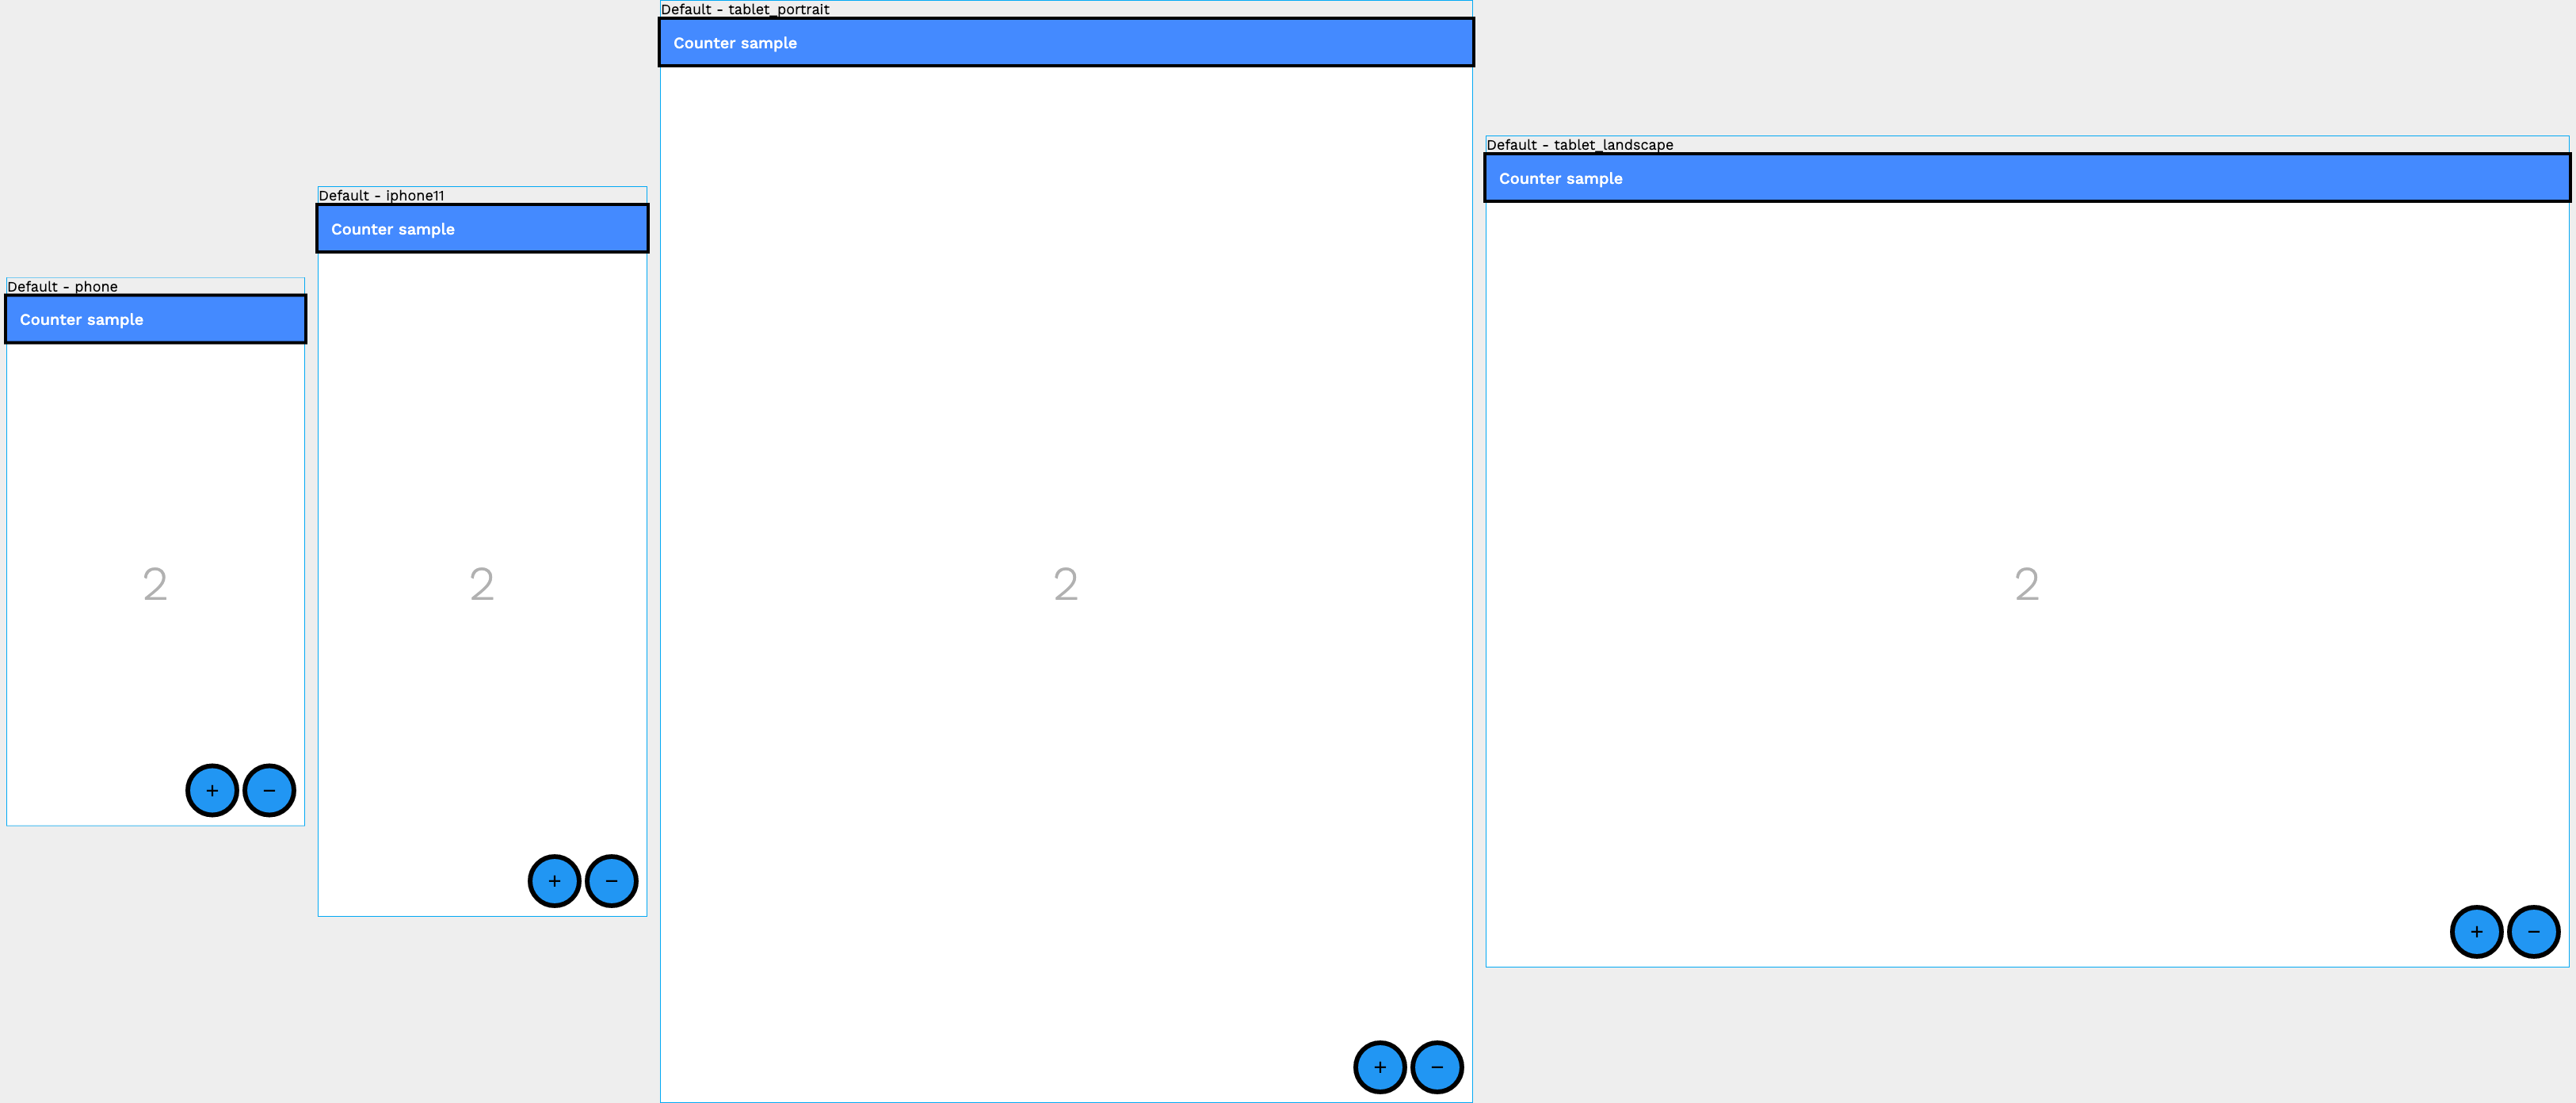 Default - phone
Counter sample
2
+ −
Default - iphone11
Counter sample
2
+ −
Default - tablet_portrait
Counter sample
2
+ −
Default - tablet_landscape
Counter sample
2
+ −